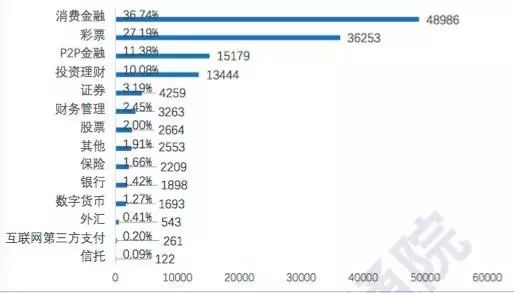 消费金融 36.74% 48986
彩票 27.19% 36253
P2P金融 11.38% 15179
投资理财 10.08% 13444
证券 3.19% 4259
财务管理 2.45% 3263
股票 2.00% 2664
其他 1.91% 2553
保险 1.66% 2209
银行 1.42% 1898
数字货币 1.27% 1693
外汇 0.41% 543
互联网第三方支付 0.20% 261
信托 0.09% 122
0 10000 20000 30000 40000 50000 60000
通院